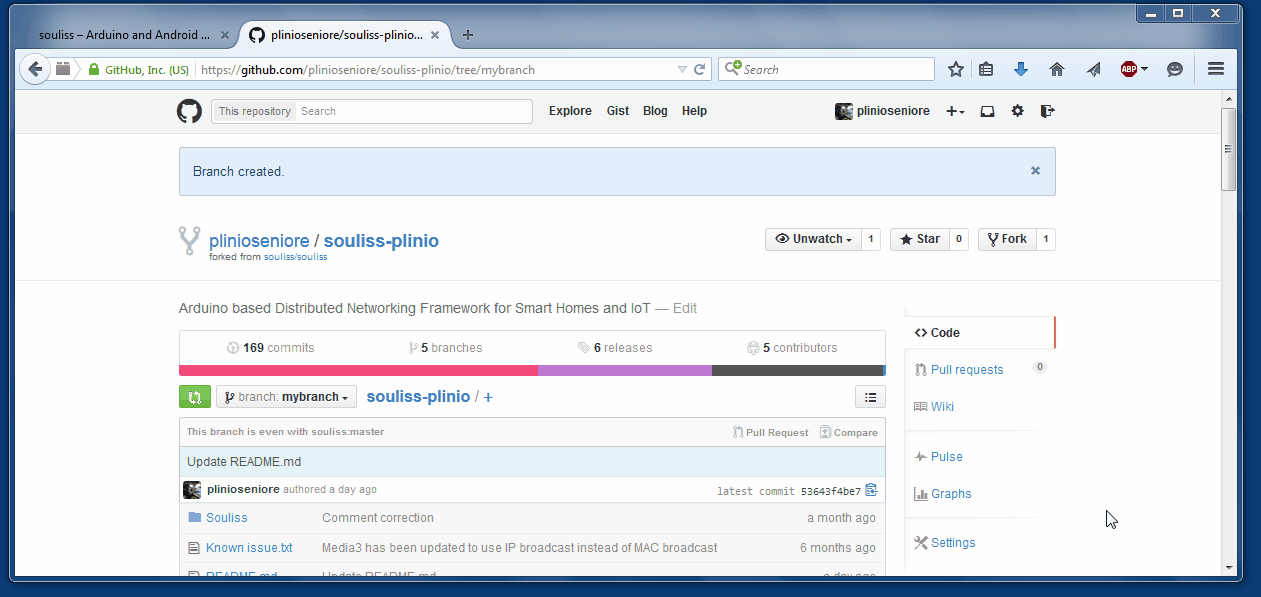 souliss – Arduino and Android ...
plinioseniore/souliss-plinio...
GitHub, Inc. (US)
https://github.com/plinioseniore/souliss-plinio/tree/mybranch
Search
ABP
This repository Search
Explore Gist Blog Help
plinioseniore
Branch created.
plinioseniore / souliss-plinio
forked from souliss/souliss
Unwatch 1
Star 0
Fork 1
Arduino based Distributed Networking Framework for Smart Homes and IoT — Edit
169 commits
5 branches
6 releases
5 contributors
branch: mybranch
souliss-plinio / +
This branch is even with souliss:master
Pull Request Compare
Update README.md
plinioseniore authored a day ago
latest commit 53643f4be7
Souliss Comment correction a month ago
Known issue.txt Media3 has been updated to use IP broadcast instead of MAC broadcast 6 months ago
README.md Update README.md a day ago
Code
Pull requests 0
Wiki
Pulse
Graphs
Settings